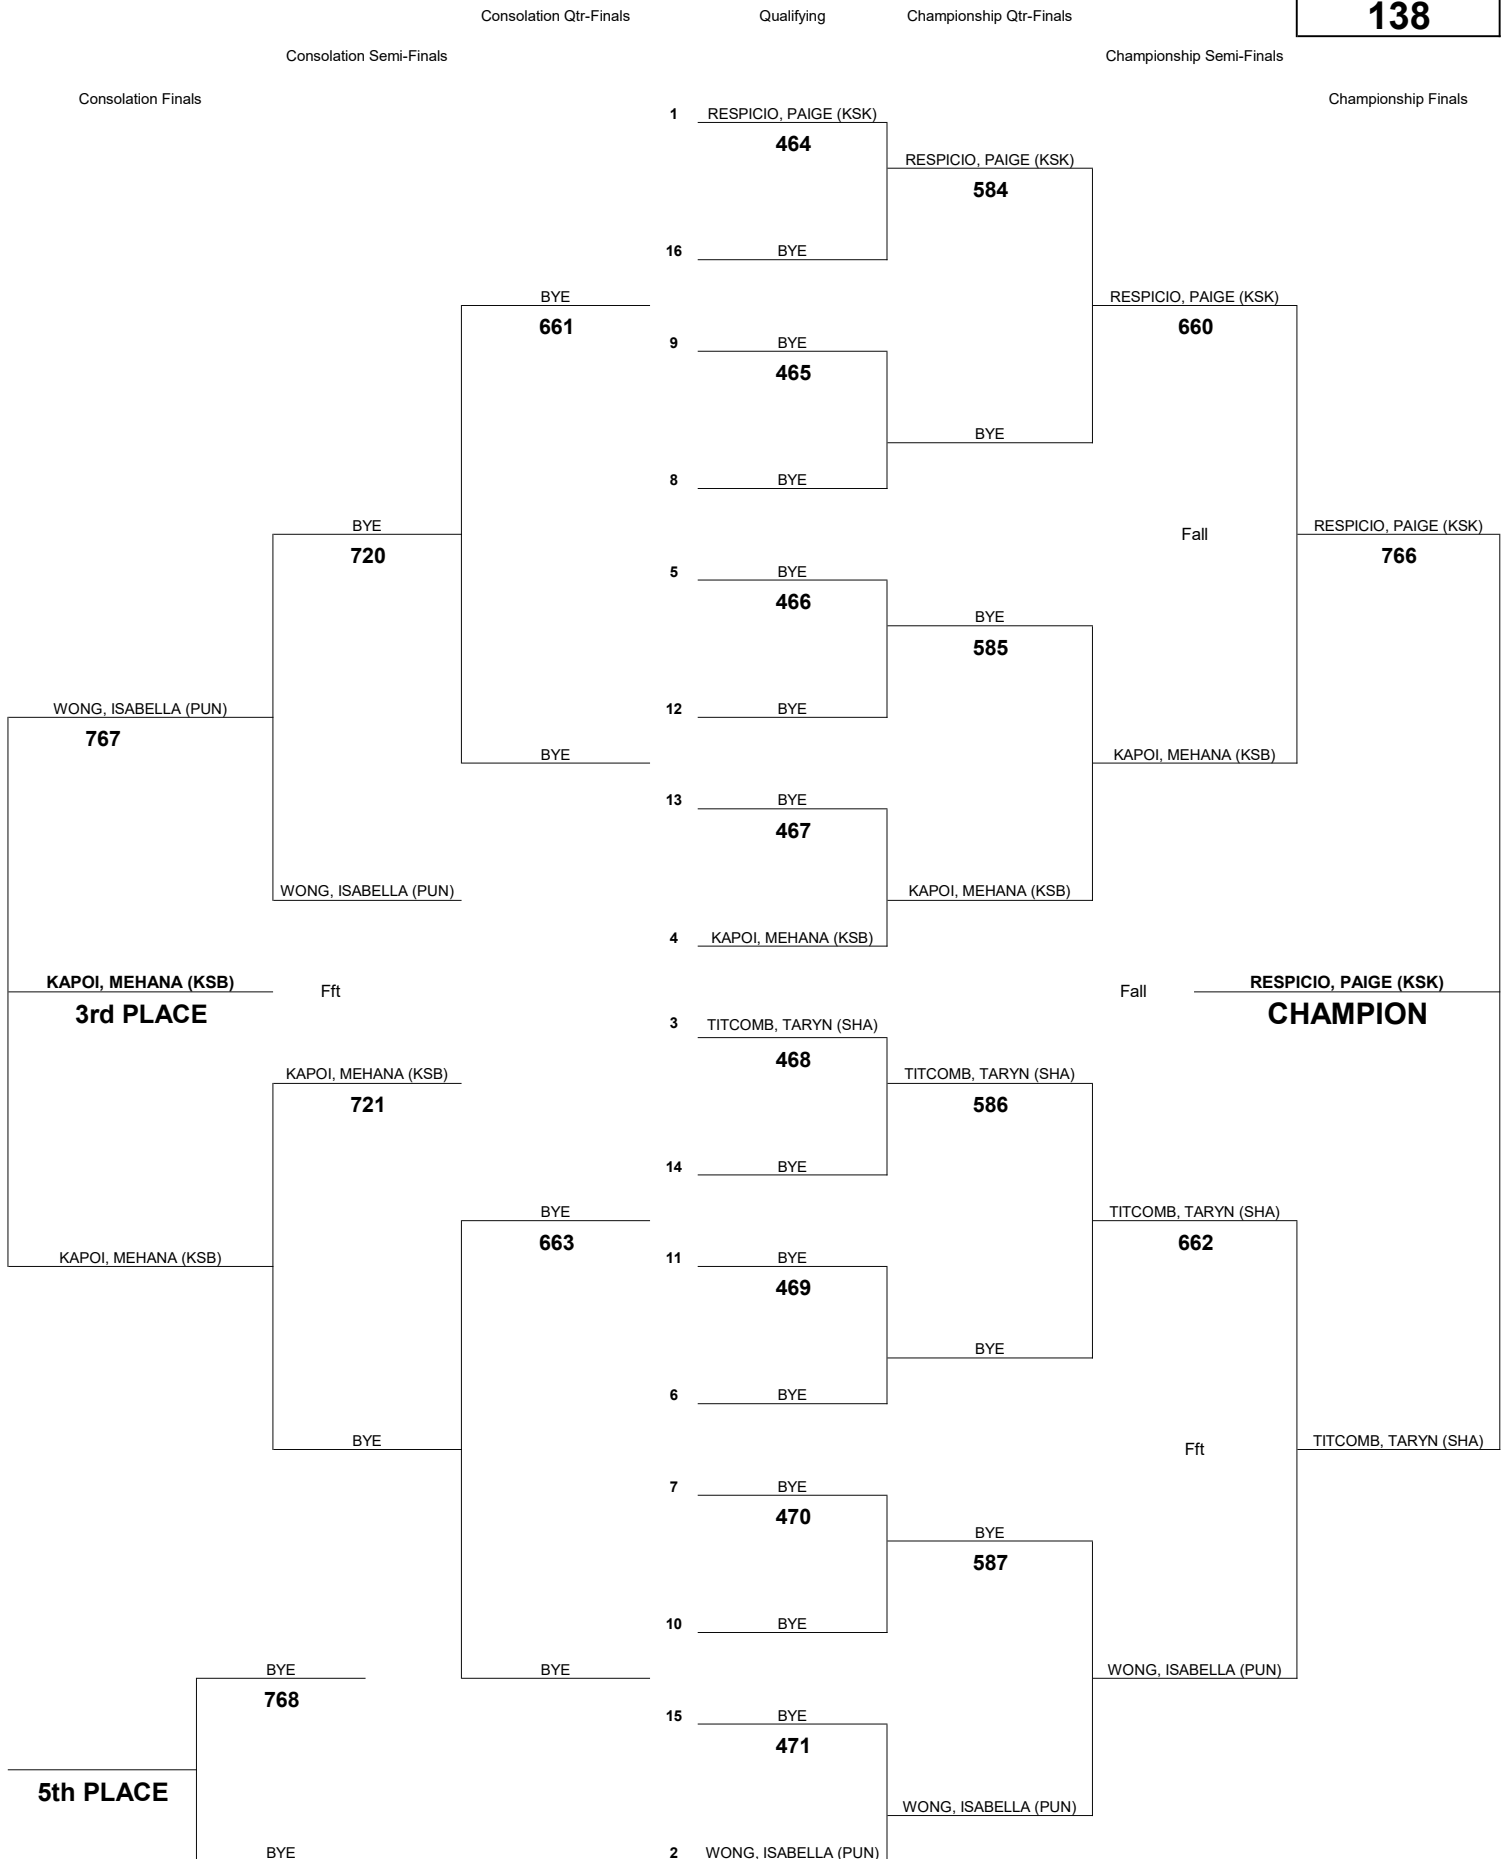 Consolation Qtr-Finals Qualifying Championship Qtr-Finals 138
Consolation Semi-Finals Championship Semi-Finals
Consolation Finals Championship Finals
1 RESPICIO, PAIGE (KSK)
464
RESPICIO, PAIGE (KSK)
584
16 BYE
BYE RESPICIO, PAIGE (KSK)
661 660
9 BYE
465
BYE
8 BYE
BYE Fall RESPICIO, PAIGE (KSK)
720 766
5 BYE
466
BYE
585
WONG, ISABELLA (PUN) 12 BYE
767
BYE KAPOI, MEHANA (KSB)
13 BYE
467
WONG, ISABELLA (PUN) KAPOI, MEHANA (KSB)
4 KAPOI, MEHANA (KSB)
KAPOI, MEHANA (KSB) Fft Fall RESPICIO, PAIGE (KSK)
3rd PLACE CHAMPION
3 TITCOMB, TARYN (SHA)
468
KAPOI, MEHANA (KSB) TITCOMB, TARYN (SHA)
721 586
14 BYE
BYE TITCOMB, TARYN (SHA)
663 662
KAPOI, MEHANA (KSB) 11 BYE
469
BYE
6 BYE
BYE Fft TITCOMB, TARYN (SHA)
7 BYE
470
BYE
587
10 BYE
BYE BYE WONG, ISABELLA (PUN)
768
15 BYE
471
5th PLACE
WONG, ISABELLA (PUN)
BYE 2 WONG, ISABELLA (PUN)